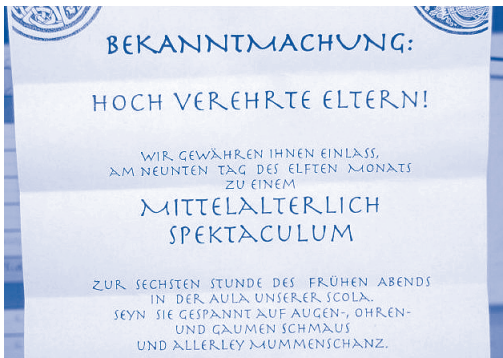 BEKANNTMACHUNG:
HOCH VEREHRTE ELTERN!
WIR GEWÄHREN IHNEN EINLASS,
AM NEUNTEN TAG DES ELFTEN MONATS
ZU EINEM
MITTELALTERLICH
SPEKTACULUM
ZUR SECHSTEN STUNDE DES FRÜHEN ABENDS
IN DER AULA UNSERER SCOLA.
SEYN SIE GESPANNT AUF AUGEN-, OHREN-
UND GAUMEN SCHMAUS
UND ALLERLEY MUMMENSCHANZ.